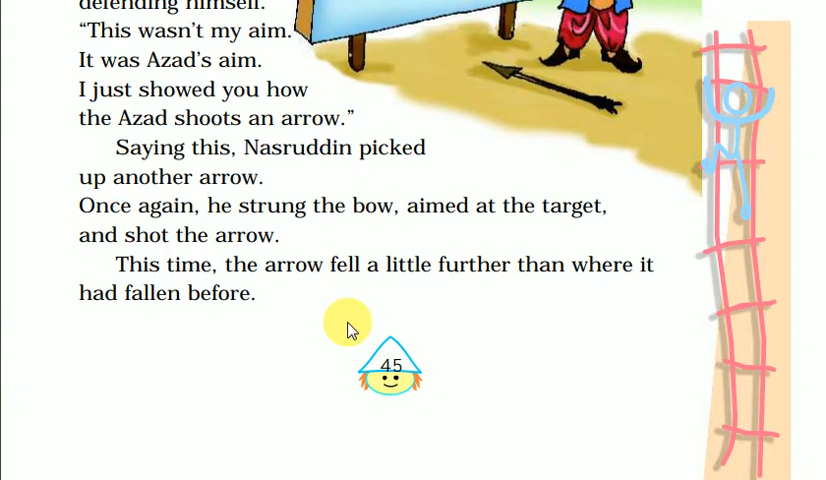 defending himself.
“This wasn’t my aim.
It was Azad’s aim.
I just showed you how
the Azad shoots an arrow.”
Saying this, Nasruddin picked
up another arrow.
Once again, he strung the bow, aimed at the target,
and shot the arrow.
This time, the arrow fell a little further than where it
had fallen before.
45